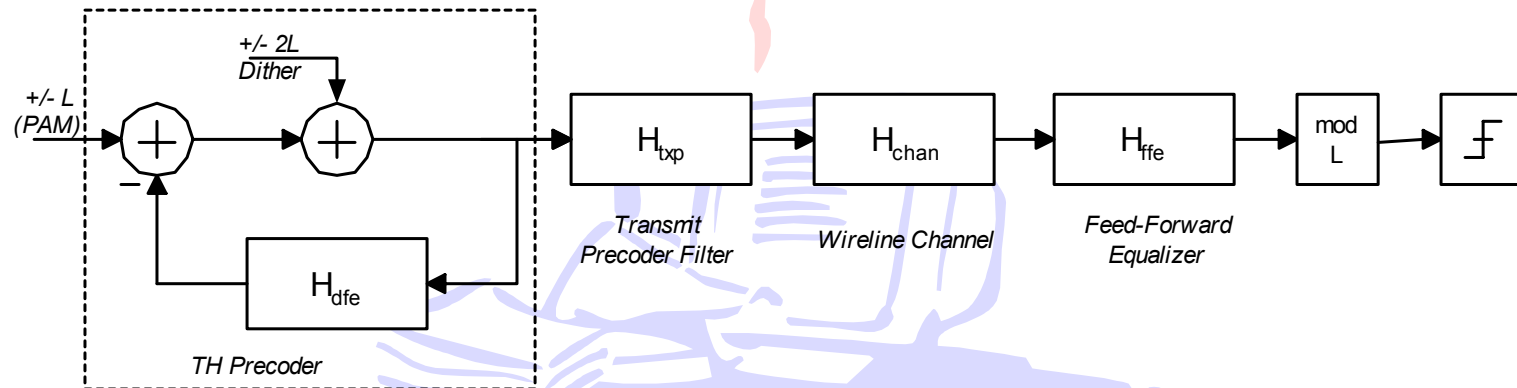 +/- 2L
Dither
+/- L
(PAM)
H_txp
H_chan
H_ffe
mod
L
Transmit
Precoder Filter
Wireline Channel
Feed-Forward
Equalizer
H_dfe
TH Precoder